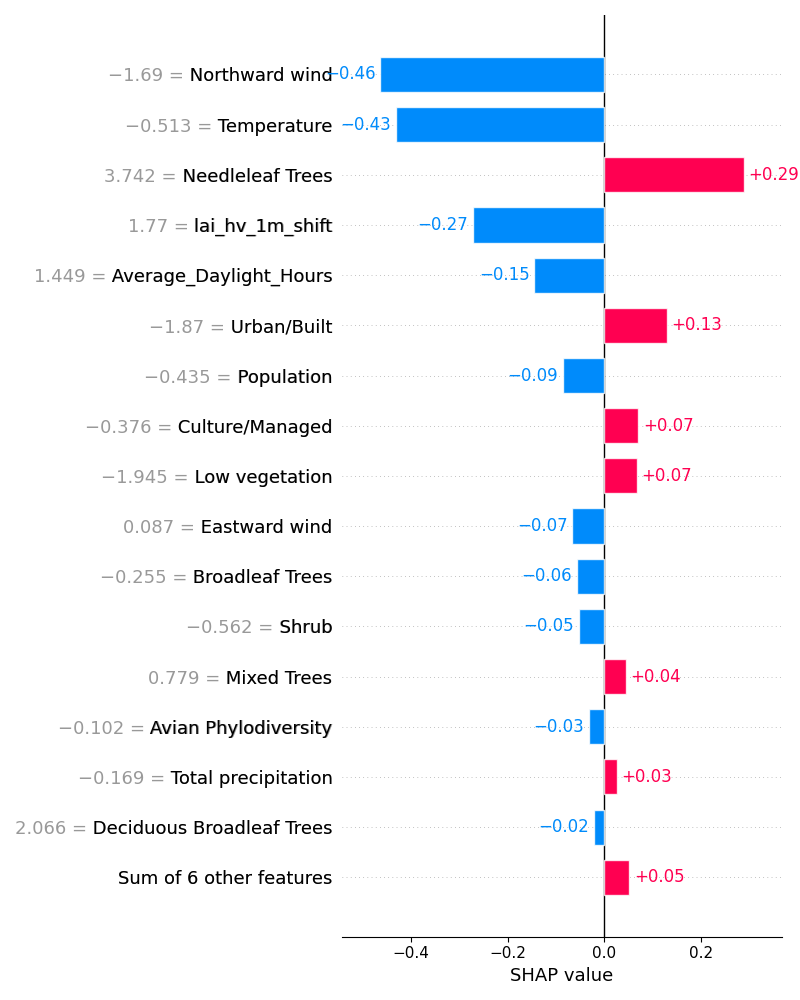 −1.69 = Northward wind −0.46
−0.513 = Temperature −0.43
3.742 = Needleleaf Trees +0.29
1.77 = lai_hv_1m_shift −0.27
1.449 = Average_Daylight_Hours −0.15
−1.87 = Urban/Built +0.13
−0.435 = Population −0.09
−0.376 = Culture/Managed +0.07
−1.945 = Low vegetation +0.07
0.087 = Eastward wind −0.07
−0.255 = Broadleaf Trees −0.06
−0.562 = Shrub −0.05
0.779 = Mixed Trees +0.04
−0.102 = Avian Phylodiversity −0.03
−0.169 = Total precipitation +0.03
2.066 = Deciduous Broadleaf Trees −0.02
Sum of 6 other features +0.05
−0.4 −0.2 0.0 0.2
SHAP value